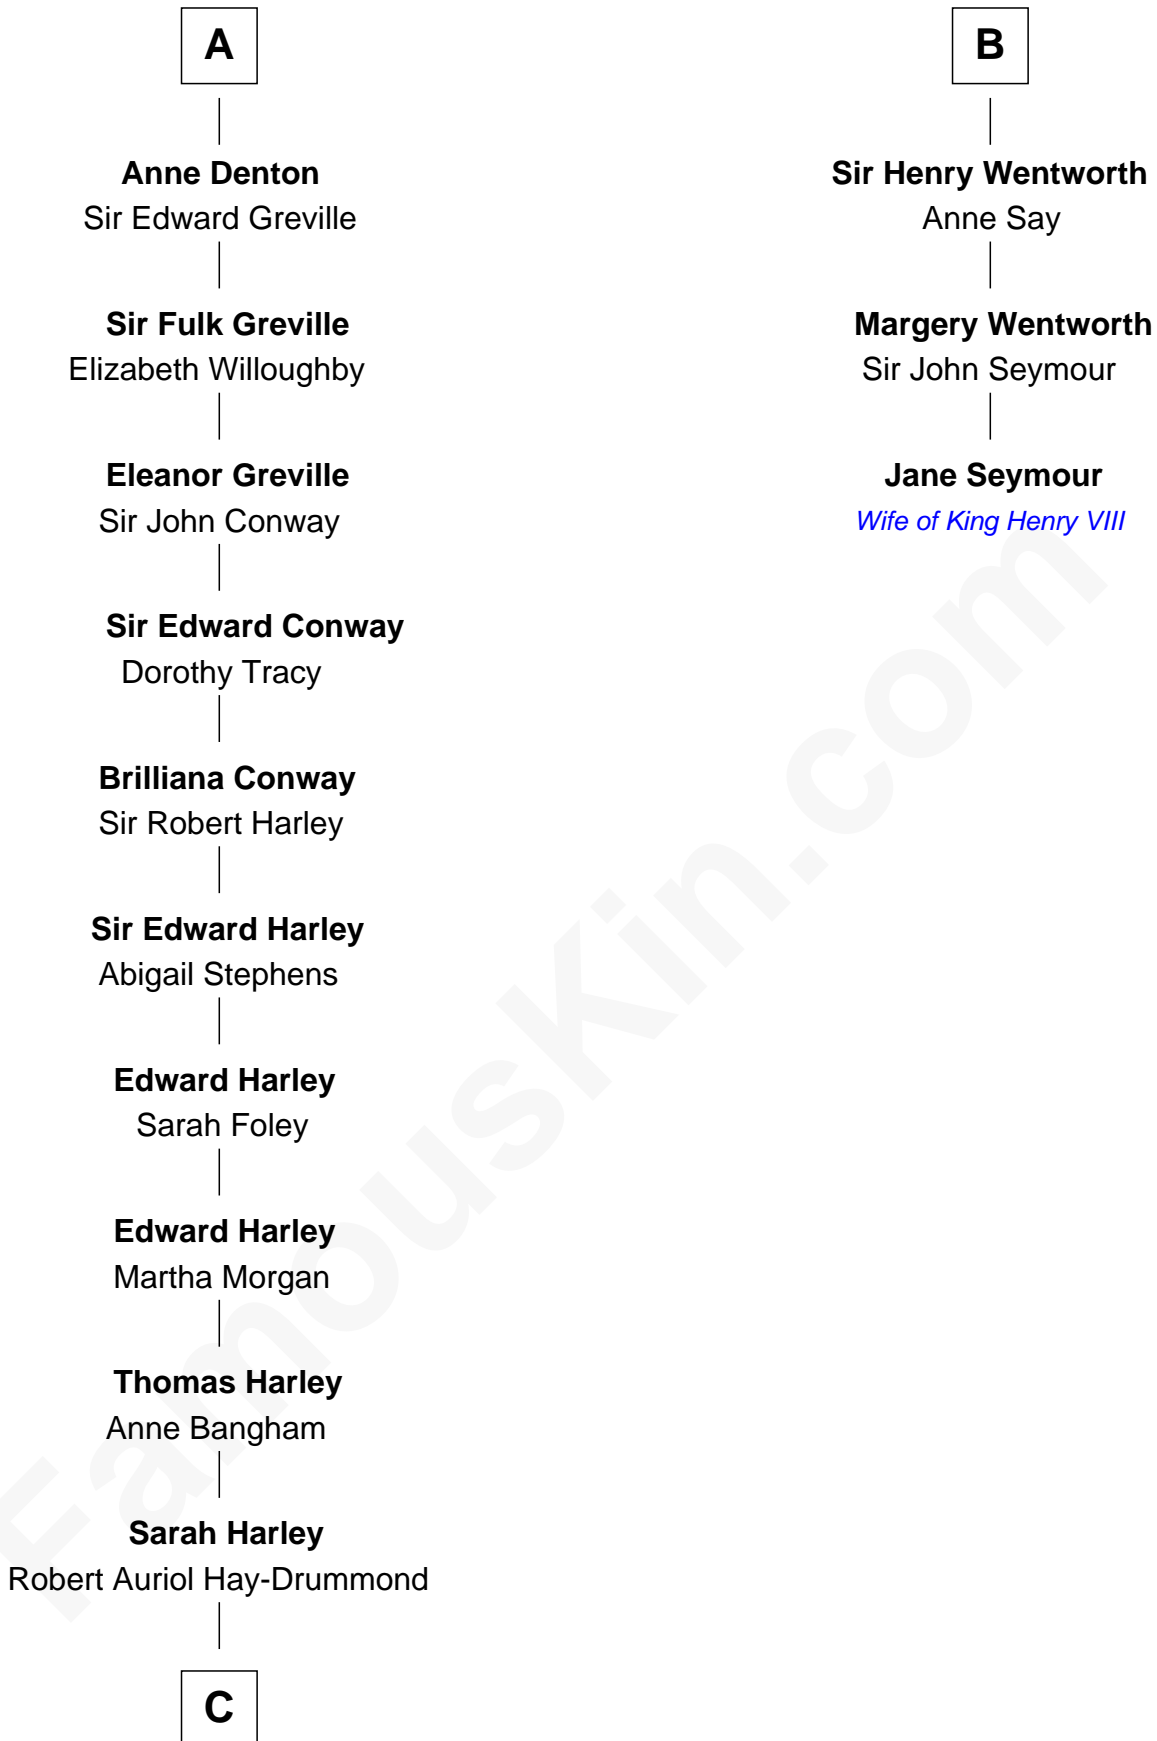 A
Anne Denton
Sir Edward Greville
Sir Fulk Greville
Elizabeth Willoughby
Eleanor Greville
Sir John Conway
Sir Edward Conway
Dorothy Tracy
Brilliana Conway
Sir Robert Harley
Sir Edward Harley
Abigail Stephens
Edward Harley
Sarah Foley
Edward Harley
Martha Morgan
Thomas Harley
Anne Bangham
Sarah Harley
Robert Auriol Hay-Drummond
C
B
Sir Henry Wentworth
Anne Say
Margery Wentworth
Sir John Seymour
Jane Seymour
Wife of King Henry VIII
FamousKin.com